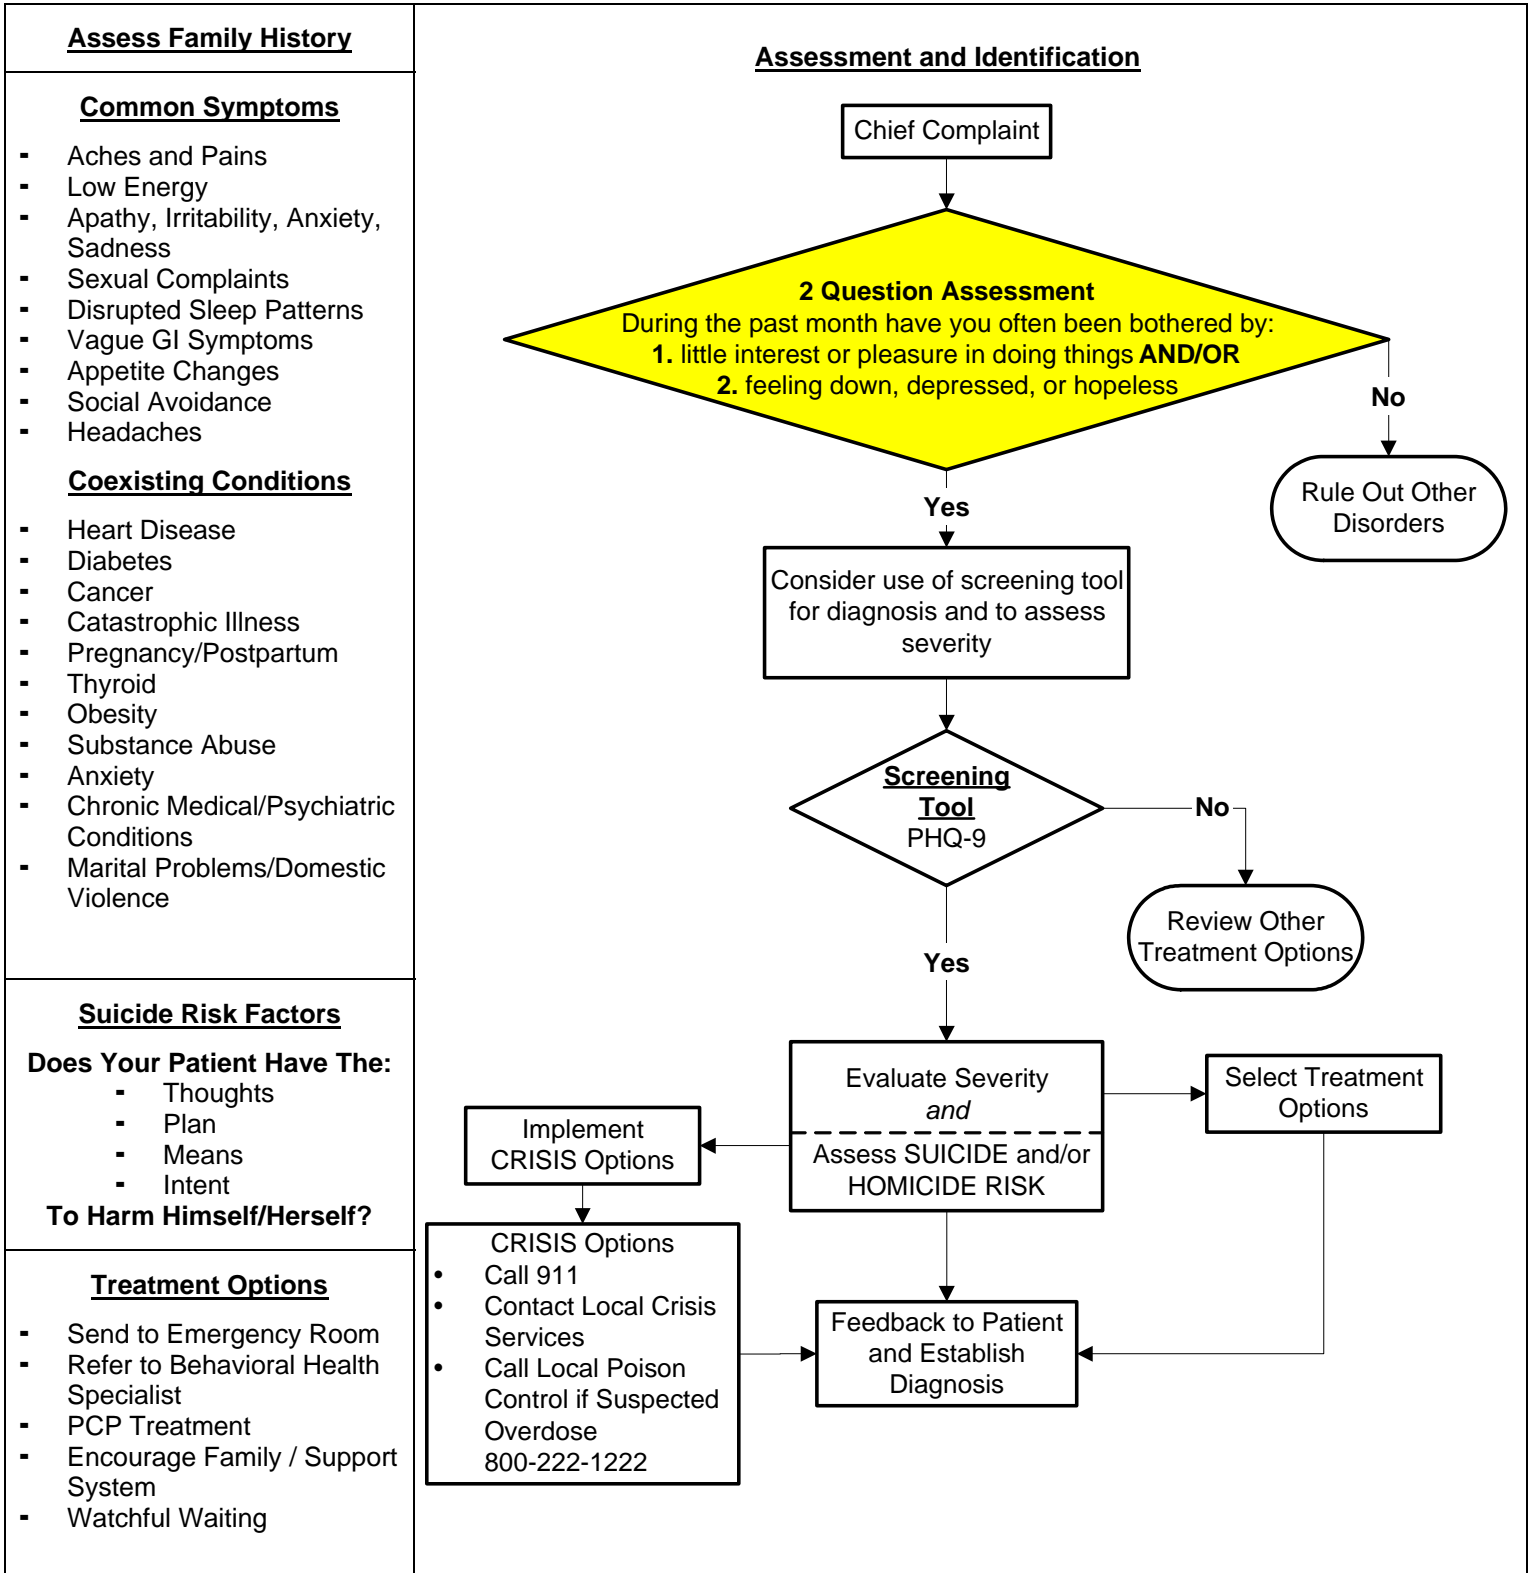 Assess Family History
Common Symptoms
- Aches and Pains
- Low Energy
- Apathy, Irritability, Anxiety,
Sadness
- Sexual Complaints
- Disrupted Sleep Patterns
- Vague GI Symptoms
- Appetite Changes
- Social Avoidance
- Headaches
Coexisting Conditions
- Heart Disease
- Diabetes
- Cancer
- Catastrophic Illness
- Pregnancy/Postpartum
- Thyroid
- Obesity
- Substance Abuse
- Anxiety
- Chronic Medical/Psychiatric
Conditions
- Marital Problems/Domestic
Violence
Suicide Risk Factors
Does Your Patient Have The:
- Thoughts
- Plan
- Means
- Intent
To Harm Himself/Herself?
Treatment Options
- Send to Emergency Room
- Refer to Behavioral Health
Specialist
- PCP Treatment
- Encourage Family / Support
System
- Watchful Waiting
Assessment and Identification
Chief Complaint
2 Question Assessment
During the past month have you often been bothered by:
1. little interest or pleasure in doing things AND/OR
2. feeling down, depressed, or hopeless
No
Rule Out Other
Disorders
Yes
Consider use of screening tool
for diagnosis and to assess
severity
Screening
Tool
PHQ-9
No
Review Other
Treatment Options
Yes
Evaluate Severity
and
Assess SUICIDE and/or
HOMICIDE RISK
Select Treatment
Options
Implement
CRISIS Options
CRISIS Options
• Call 911
• Contact Local Crisis
Services
• Call Local Poison
Control if Suspected
Overdose
800-222-1222
Feedback to Patient
and Establish
Diagnosis